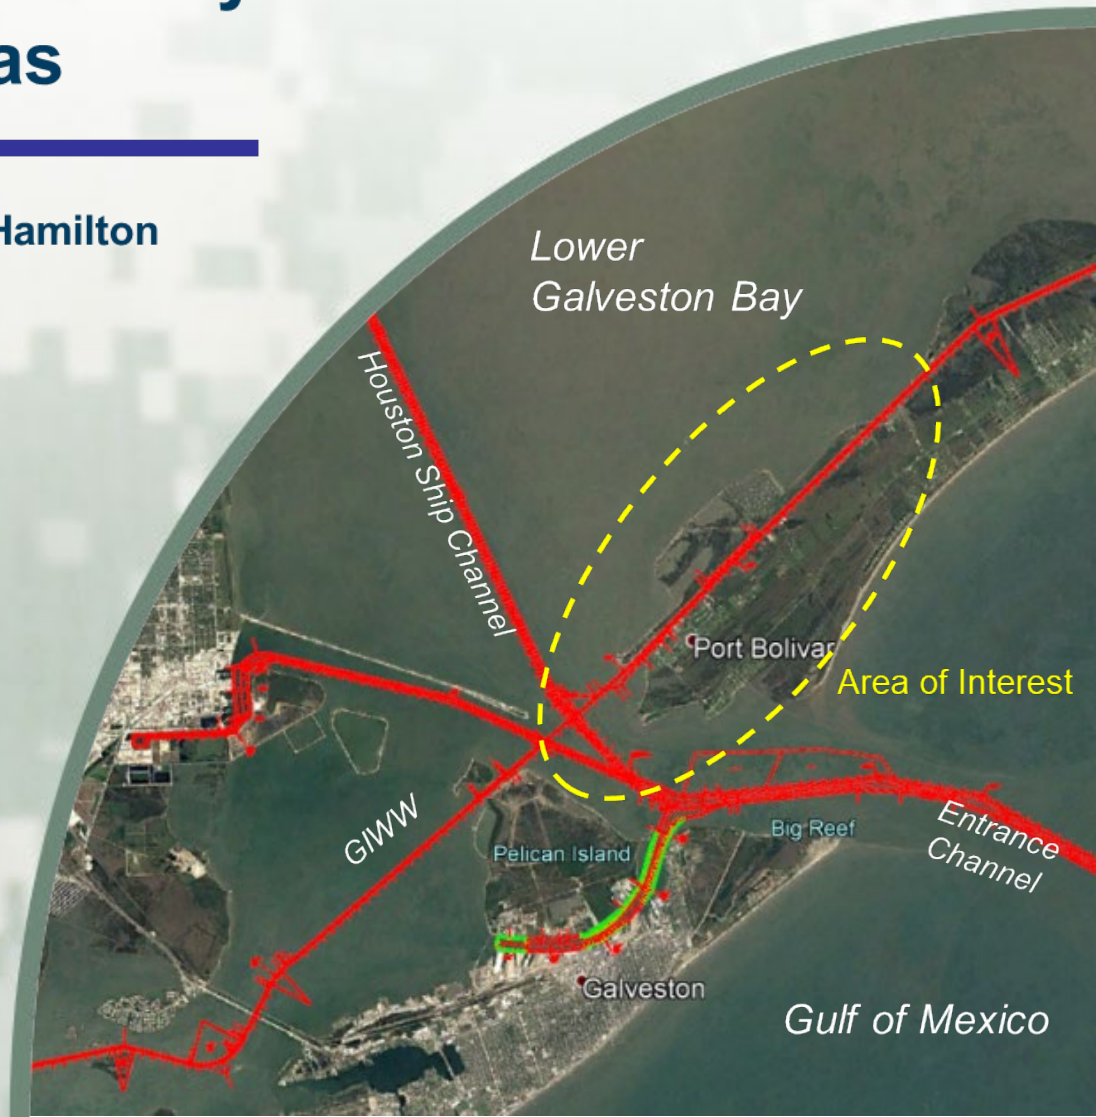 as
Hamilton
Lower
Galveston Bay
Houston Ship Channel
Port Bolivar
Area of Interest
GIWW
Pelican Island
Big Reef
Entrance
Channel
Galveston
Gulf of Mexico